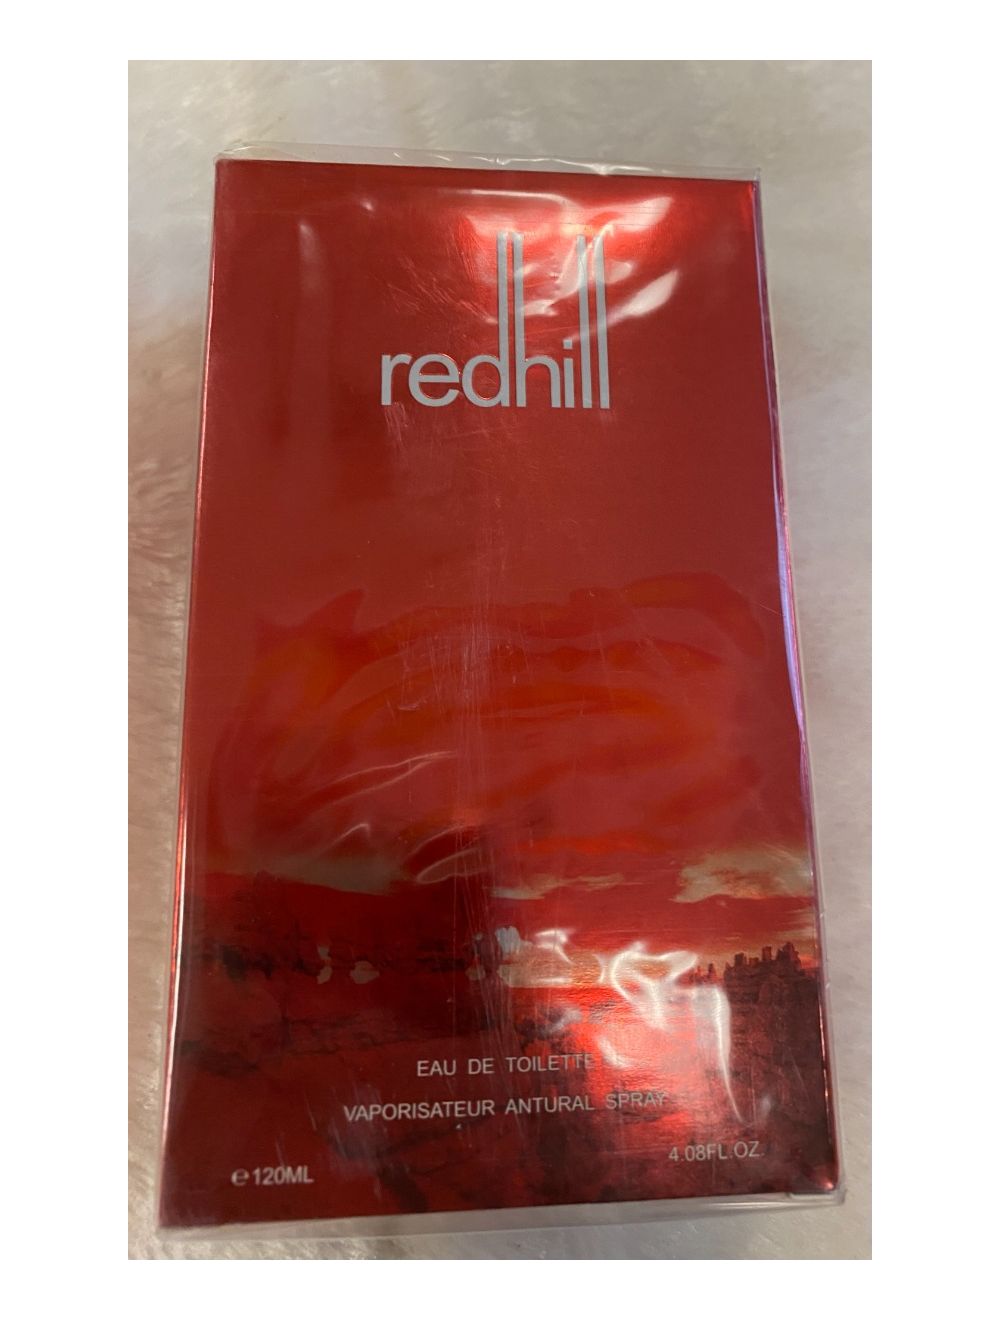 redhill
EAU DE TOILETTE
VAPORISATEUR ANTURAL SPRAY
4.08FL.OZ.
℮120ML